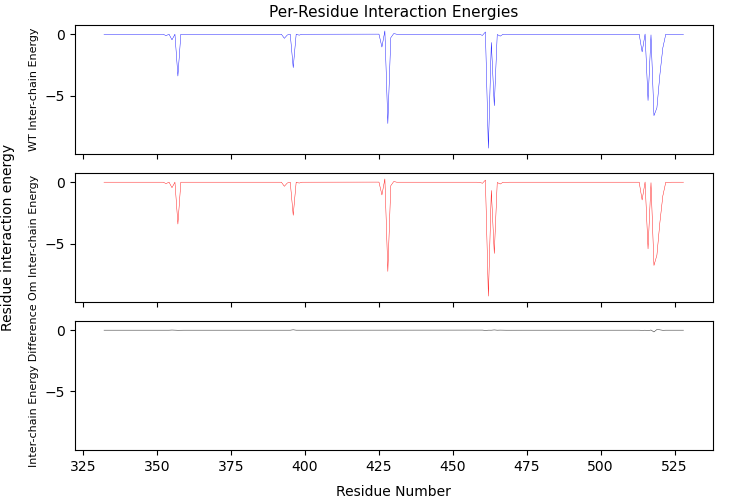 Per-Residue Interaction Energies
Residue interaction energy
WT Inter-chain Energy
0
−5
Om Inter-chain Energy
0
−5
Inter-chain Energy Difference
0
−5
325 350 375 400 425 450 475 500 525
Residue Number